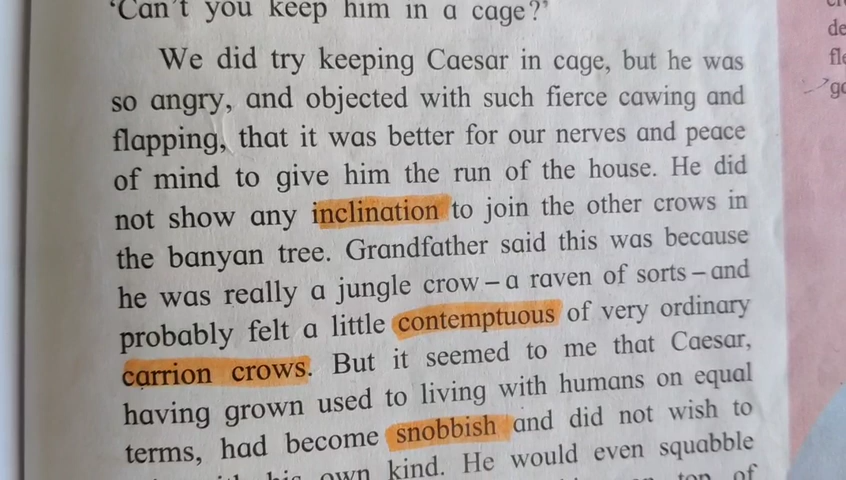 'Can't you keep him in a cage?'
We did try keeping Caesar in cage, but he was
so angry, and objected with such fierce cawing and
flapping, that it was better for our nerves and peace
of mind to give him the run of the house. He did
not show any inclination to join the other crows in
the banyan tree. Grandfather said this was because
he was really a jungle crow – a raven of sorts – and
probably felt a little contemptuous of very ordinary
carrion crows. But it seemed to me that Caesar,
having grown used to living with humans on equal
terms, had become snobbish and did not wish to
his own kind. He would even squabble
top of